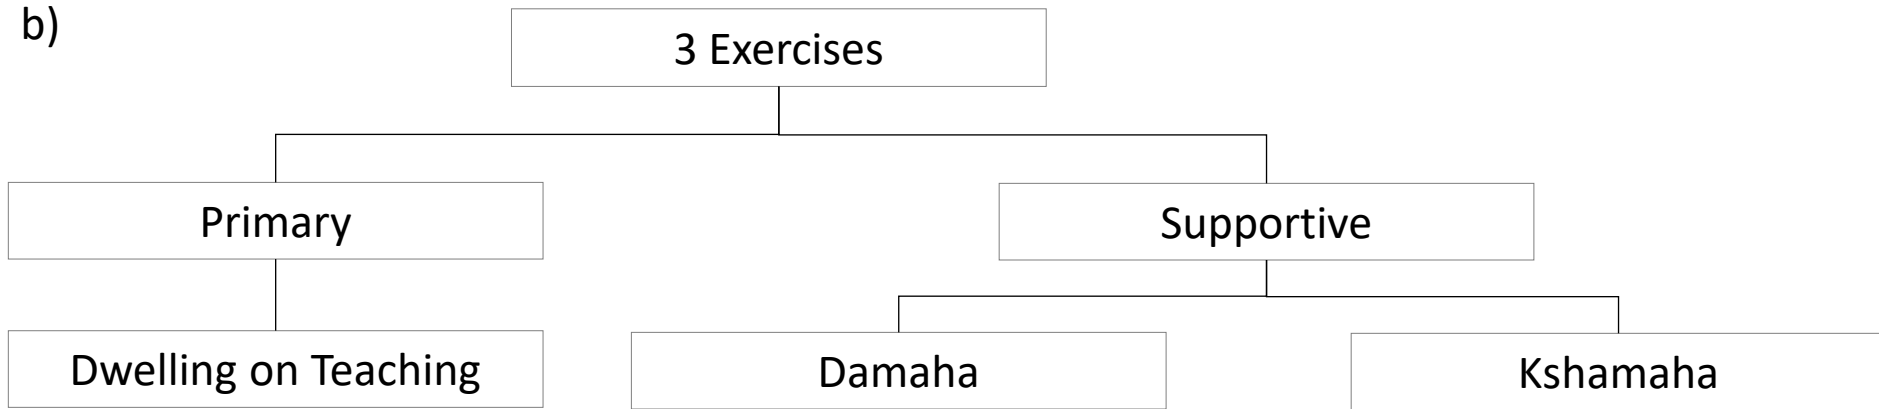 b)
3 Exercises
Primary
Supportive
Dwelling on Teaching
Damaha
Kshamaha